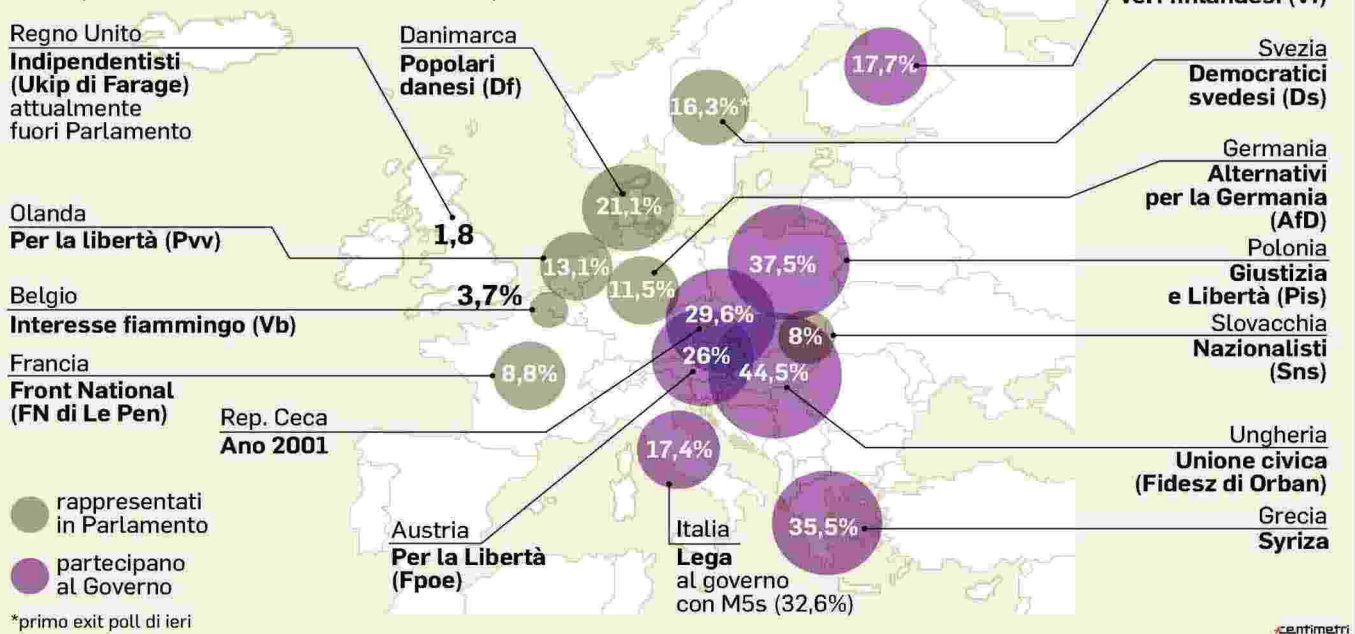 veri finlandesi (Vf)
Regno Unito
Indipendentisti
(Ukip di Farage)
attualmente
fuori Parlamento
1,8
Danimarca
Popolari
danesi (Df)
21,1%
17,7%
16,3%*
Svezia
Democratici
svedesi (Ds)
Germania
Alternativi
per la Germania
(AfD)
11,5%
Olanda
Per la libertà (Pvv)
13,1%
Belgio
Interesse fiammingo (Vb)
3,7%
Francia
Front National
(FN di Le Pen)
8,8%
Polonia
Giustizia
e Libertà (Pis)
37,5%
Slovacchia
Nazionalisti
(Sns)
8%
29,6%
26%
44,5%
Rep. Ceca
Ano 2001
Ungheria
Unione civica
(Fidesz di Orban)
17,4%
35,5%
Grecia
Syriza
Austria
Per la Libertà
(Fpoe)
Italia
Lega
al governo
con M5s (32,6%)
rappresentati
in Parlamento
partecipano
al Governo
*primo exit poll di ieri
centimetri